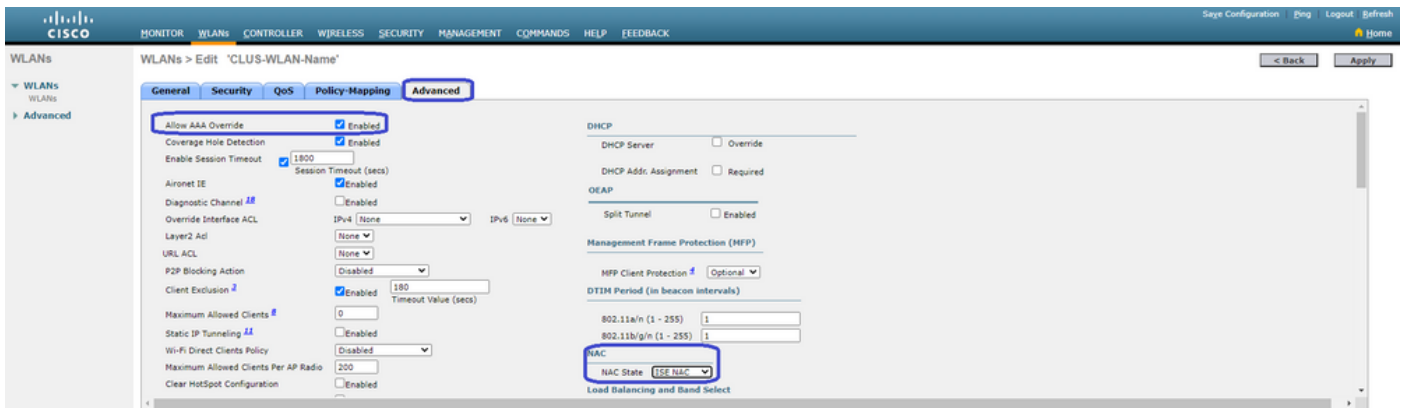 Save Configuration Ping Logout Refresh
CISCO MONITOR WLANs CONTROLLER WIRELESS SECURITY MANAGEMENT COMMANDS HELP FEEDBACK Home
WLANs
WLANs
WLANs
Advanced
WLANs > Edit 'CLUS-WLAN-Name'
< Back Apply
General Security QoS Policy-Mapping Advanced
Allow AAA Override Enabled
Coverage Hole Detection Enabled
Enable Session Timeout 1800
Session Timeout (secs)
Aironet IE Enabled
Diagnostic Channel 18 Enabled
Override Interface ACL IPv4 None IPv6 None
Layer2 Acl None
URL ACL None
P2P Blocking Action Disabled
Client Exclusion 3 Enabled 180
Timeout Value (secs)
Maximum Allowed Clients 8 0
Static IP Tunneling 11 Enabled
Wi-Fi Direct Clients Policy Disabled
Maximum Allowed Clients Per AP Radio 200
Clear HotSpot Configuration Enabled
DHCP
DHCP Server Override
DHCP Addr. Assignment Required
OEAP
Split Tunnel Enabled
Management Frame Protection (MFP)
MFP Client Protection 4 Optional
DTIM Period (in beacon intervals)
802.11a/n (1 - 255) 1
802.11b/g/n (1 - 255) 1
NAC
NAC State ISE NAC
Load Balancing and Band Select